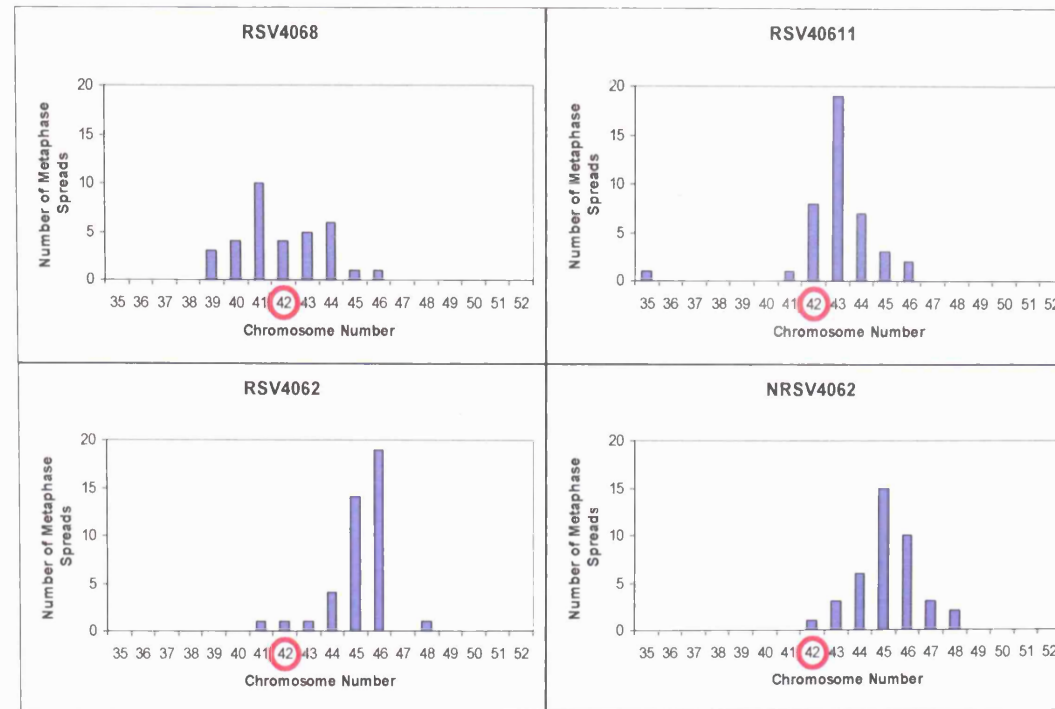 RSV4068
Number of Metaphase
Spreads
20
15
10
5
0
35 36 37 38 39 40 41 42 43 44 45 46 47 48 49 50 51 52
Chromosome Number
RSV40611
Number of Metaphase
Spreads
20
15
10
5
0
35 36 37 38 39 40 41 42 43 44 45 46 47 48 49 50 51 52
Chromosome Number
RSV4062
Number of Metaphase
Spreads
20
15
10
5
0
35 36 37 38 39 40 41 42 43 44 45 46 47 48 49 50 51 52
Chromosome Number
NRSV4062
Number of Metaphase
Spreads
20
15
10
5
0
35 36 37 38 39 40 41 42 43 44 45 46 47 48 49 50 51 52
Chromosome Number